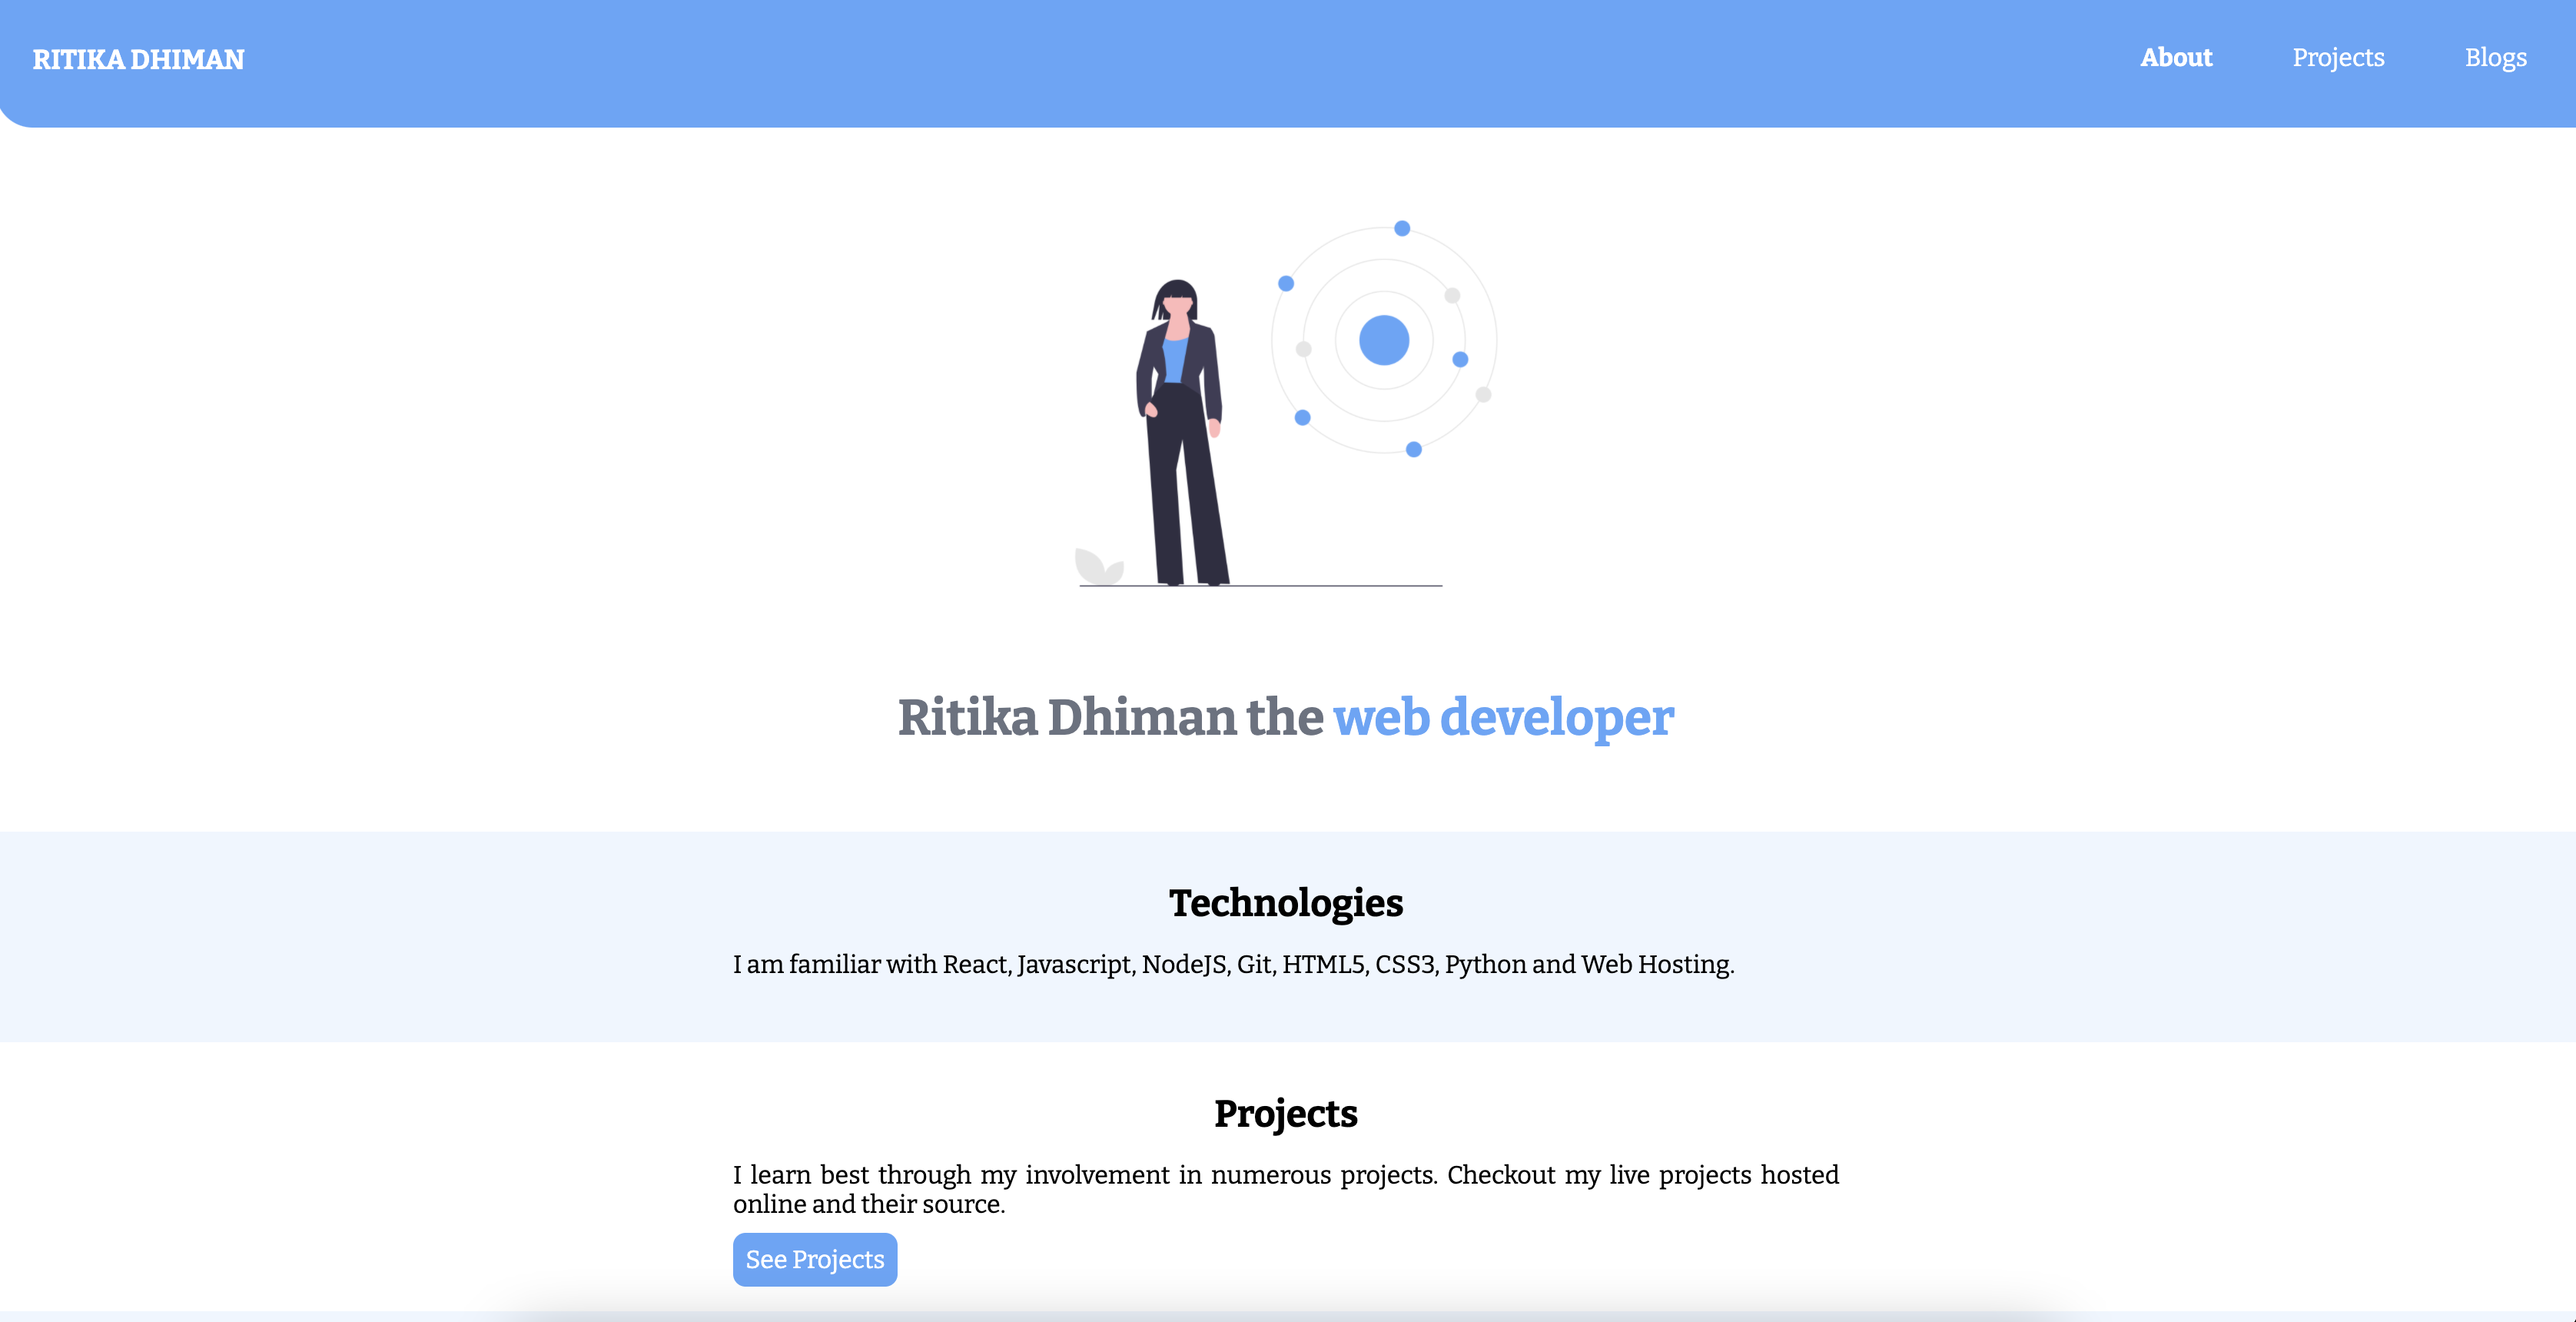 RITIKA DHIMAN
About
Projects
Blogs
Ritika Dhiman the web developer
Technologies
I am familiar with React, Javascript, NodeJS, Git, HTML5, CSS3, Python and Web Hosting.
Projects
I learn best through my involvement in numerous projects. Checkout my live projects hosted
online and their source.
See Projects